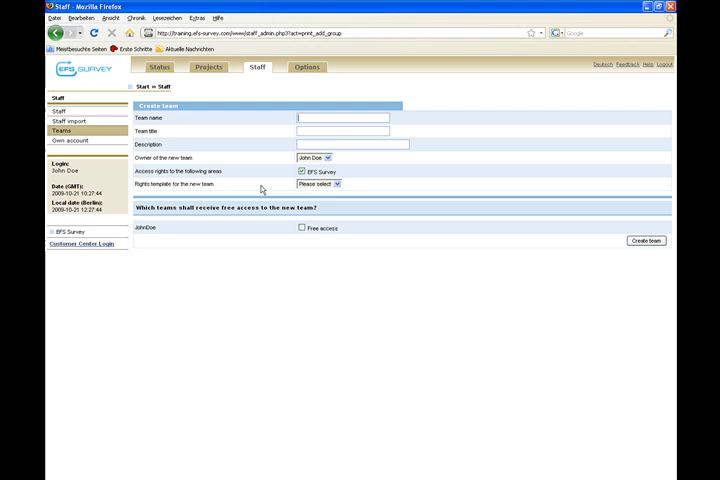 Staff - Mozilla Firefox
Datei Bearbeiten Ansicht Chronik Lesezeichen Extras Hilfe
http://training.efs-survey.com/www/staff_admin.php3?act=print_add_group
Google
Meistbesuchte Seiten Erste Schritte Aktuelle Nachrichten
EFS SURVEY
Status Projects Staff Options
Deutsch Feedback Help Logout
Start » Staff
Staff
Staff
Staff import
Teams
Own account
Login:
John Doe
Date (GMT):
2009-10-21 10:27:44
Local date (Berlin):
2009-10-21 12:27:44
EFS Survey
Customer Center Login
Create team
Team name
Team title
Description
Owner of the new team John Doe
Access rights to the following areas EFS Survey
Rights template for the new team Please select
Which teams shall receive free access to the new team?
JohnDoe Free access
Create team